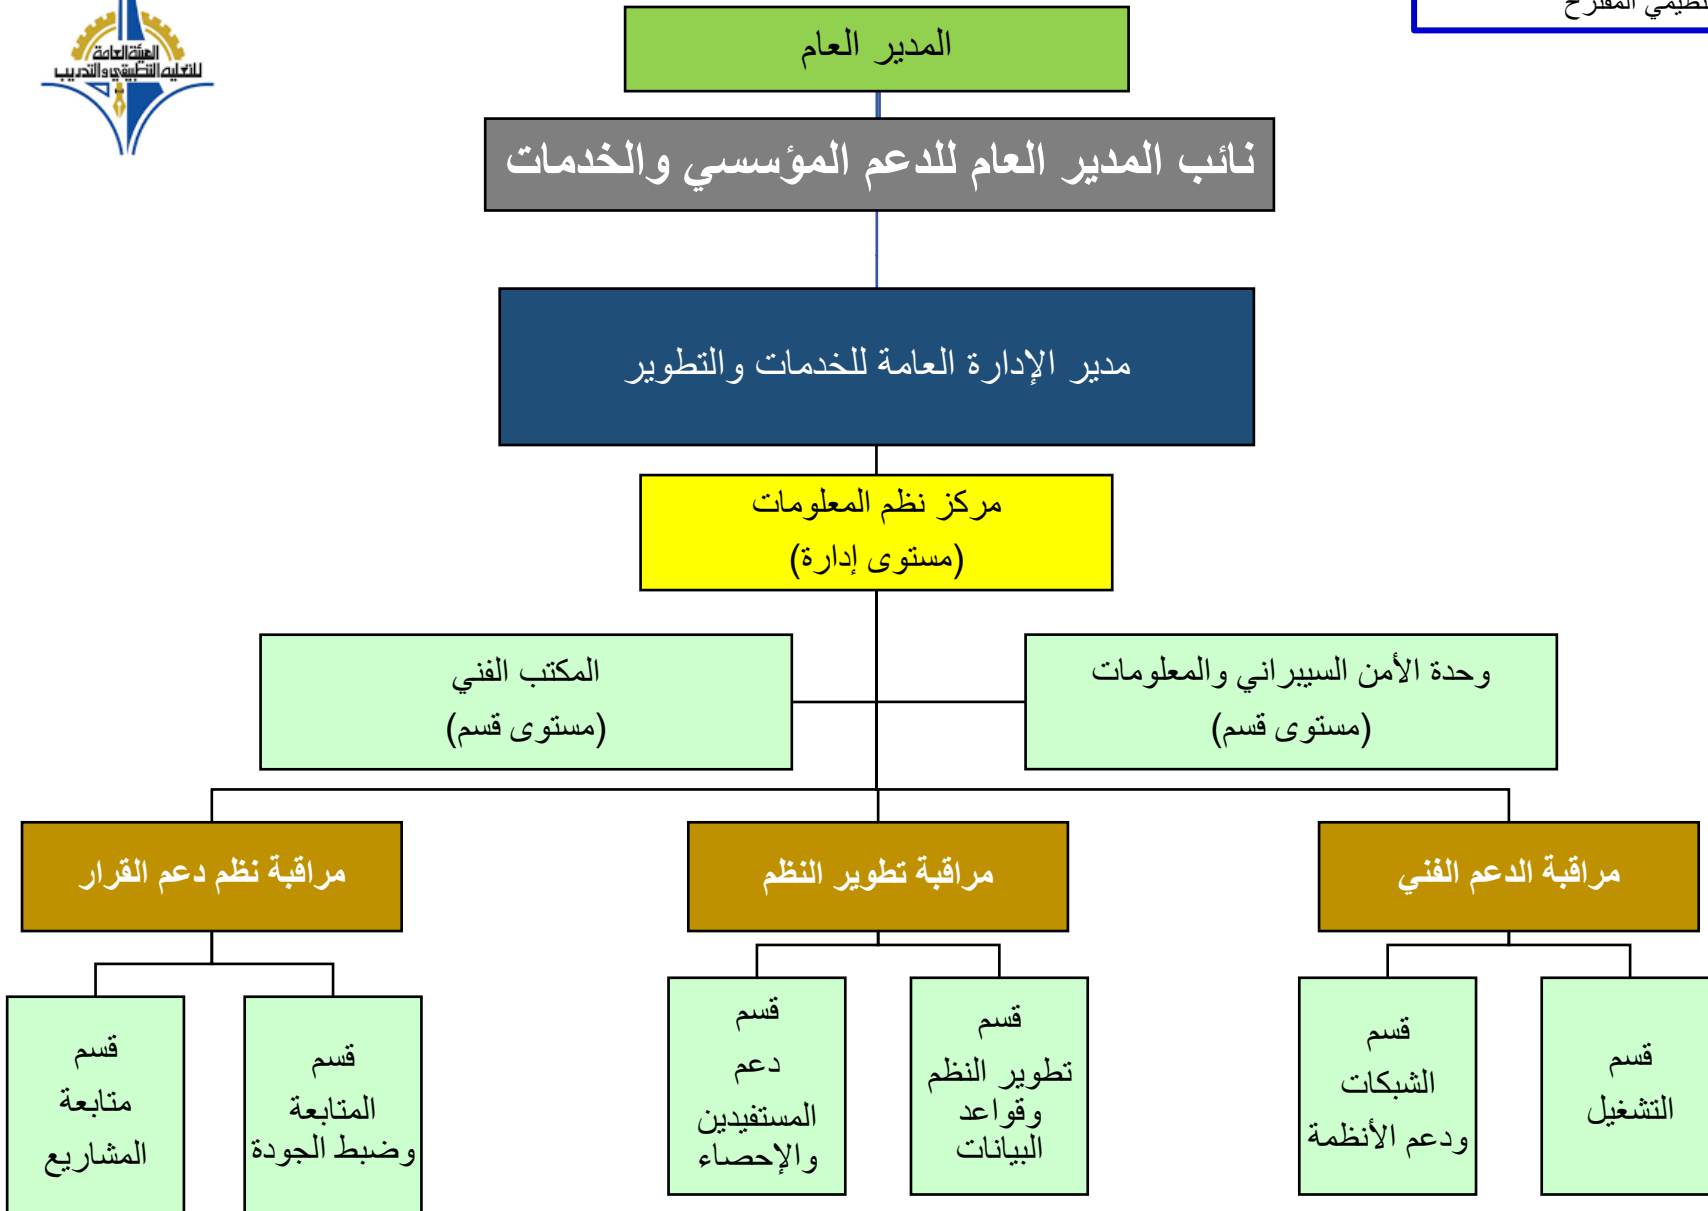 الهيئة العامة
للتعليم التطبيقي والتدريب
المقترح
المدير العام
نائب المدير العام للدعم المؤسسي والخدمات
مدير الإدارة العامة للخدمات والتطوير
مركز نظم المعلومات
(مستوى إدارة)
وحدة الأمن السيبراني والمعلومات
(مستوى قسم)
المكتب الفني
(مستوى قسم)
مراقبة الدعم الفني
مراقبة تطوير النظم
مراقبة نظم دعم القرار
قسم
التشغيل
قسم
الشبكات
ودعم الأنظمة
قسم
تطوير النظم
وقواعد
البيانات
قسم
دعم
المستفيدين
والإحصاء
قسم
المتابعة
وضبط الجودة
قسم
متابعة
المشاريع